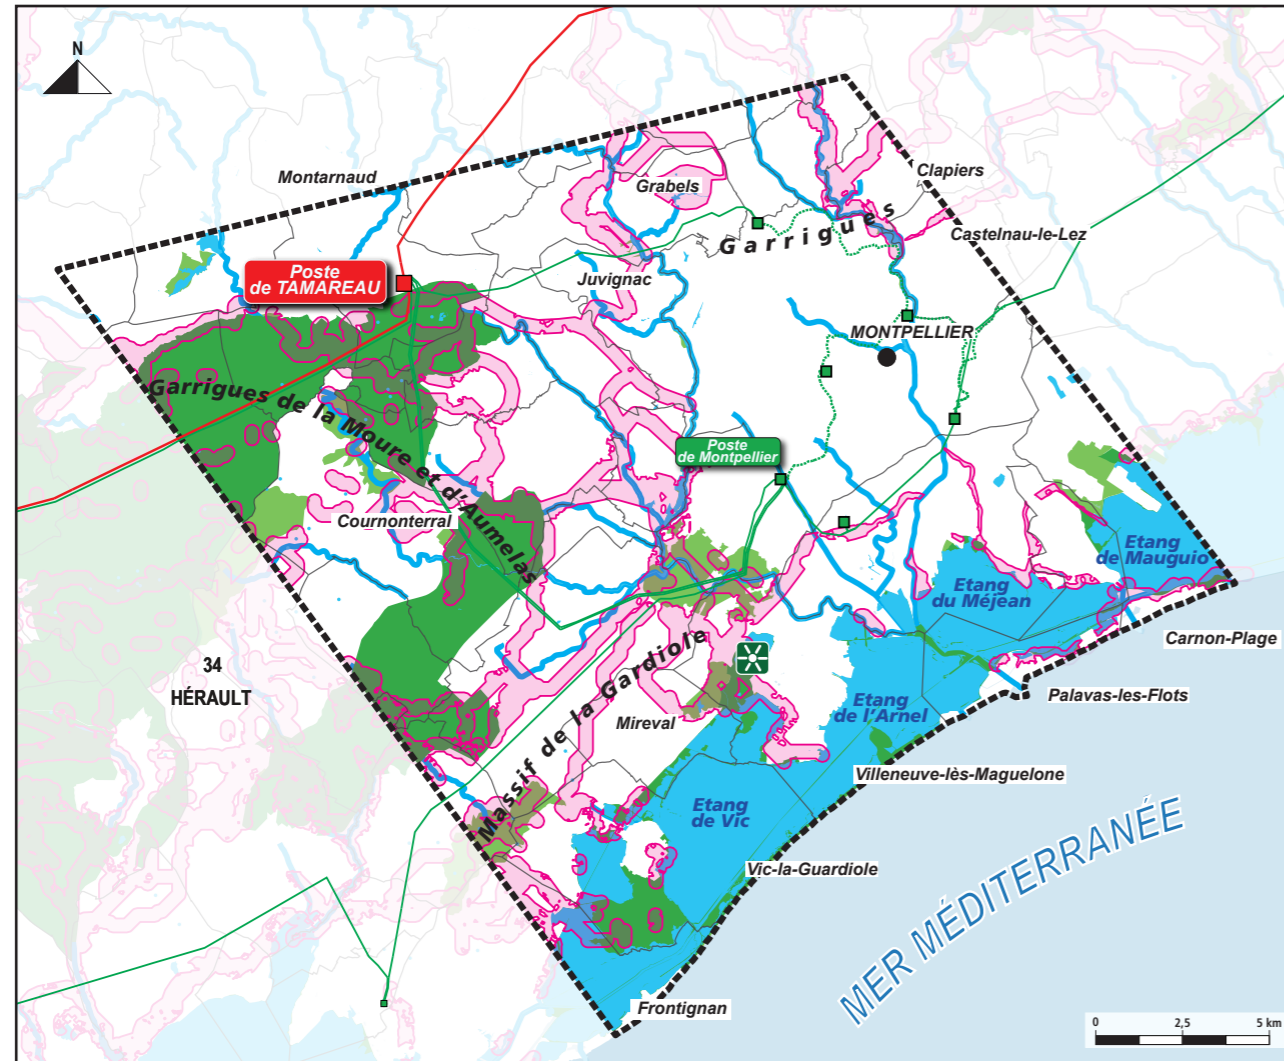 N
Montarnaud
Grabels
Clapiers
Garrigues
Castelnau-le-Lez
Poste
de TAMAREAU
Juvignac
MONTPELLIER
Garrigues de la Moure et d'Aumelas
Poste
de Montpellier
Cournonterral
Etang
de Mauguio
Etang
du Méjean
Carnon-Plage
34
HÉRAULT
Massif de la Gardiole
Mireval
Palavas-les-Flots
Etang
de l'Arnel
Villeneuve-lès-Maguelone
Etang
de Vic
Vic-la-Guardiole
MER MÉDITERRANÉE
Frontignan
0 2,5 5 km